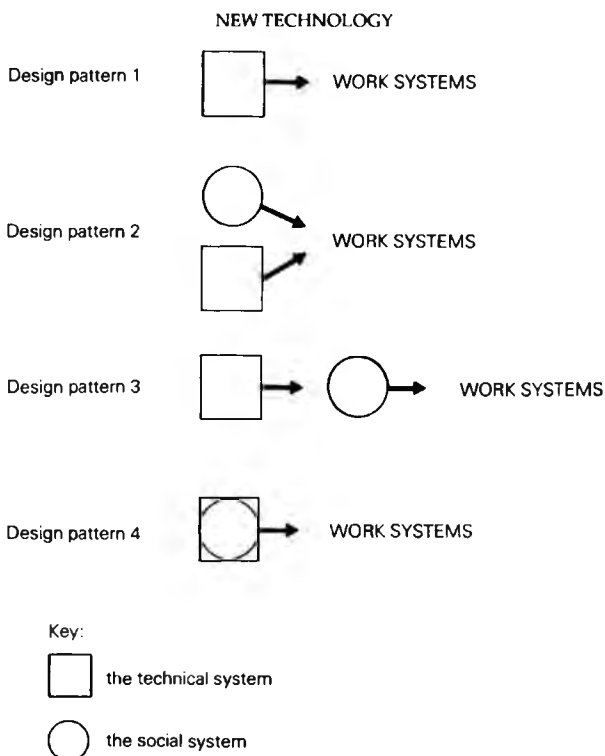 NEW TECHNOLOGY
Design pattern 1
WORK SYSTEMS
Design pattern 2
WORK SYSTEMS
Design pattern 3
WORK SYSTEMS
Design pattern 4
WORK SYSTEMS
Key:
the technical system
the social system